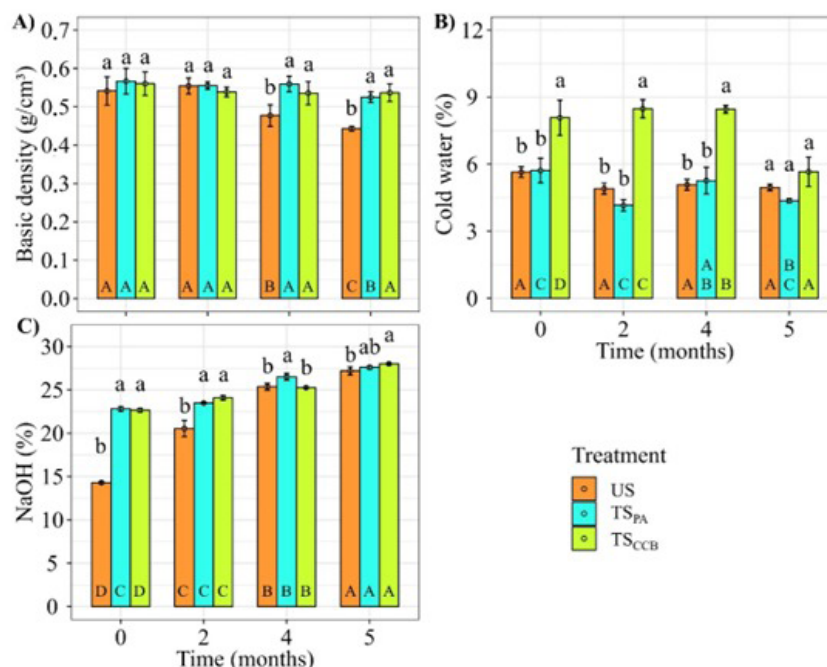 A)
Basic density (g/cm³)
0.7
0.6
0.5
0.4
0.3
0.2
0.1
0.0
a a a a a a b a a b a a
A A A A A A B A A C B A
B)
Cold water (%)
12
9
6
3
0
b b a b b a b b a a a a
A C D A C C A A B B A B C A
0 2 4 5
Time (months)
C)
NaOH (%)
30
25
20
15
10
5
0
b a a b a a b a b b ab a
D C D C C C B B B A A A
0 2 4 5
Time (months)
Treatment
US
TSPA
TSCCB